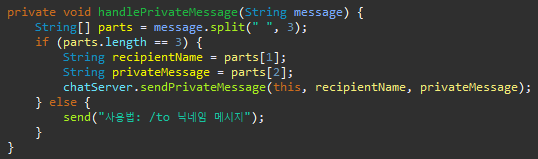 private void handlePrivateMessage(String message) {
    String[] parts = message.split(" ", 3);
    if (parts.length == 3) {
        String recipientName = parts[1];
        String privateMessage = parts[2];
        chatServer.sendPrivateMessage(this, recipientName, privateMessage);
    } else {
        send("사용법: /to 닉네임 메시지");
    }
}